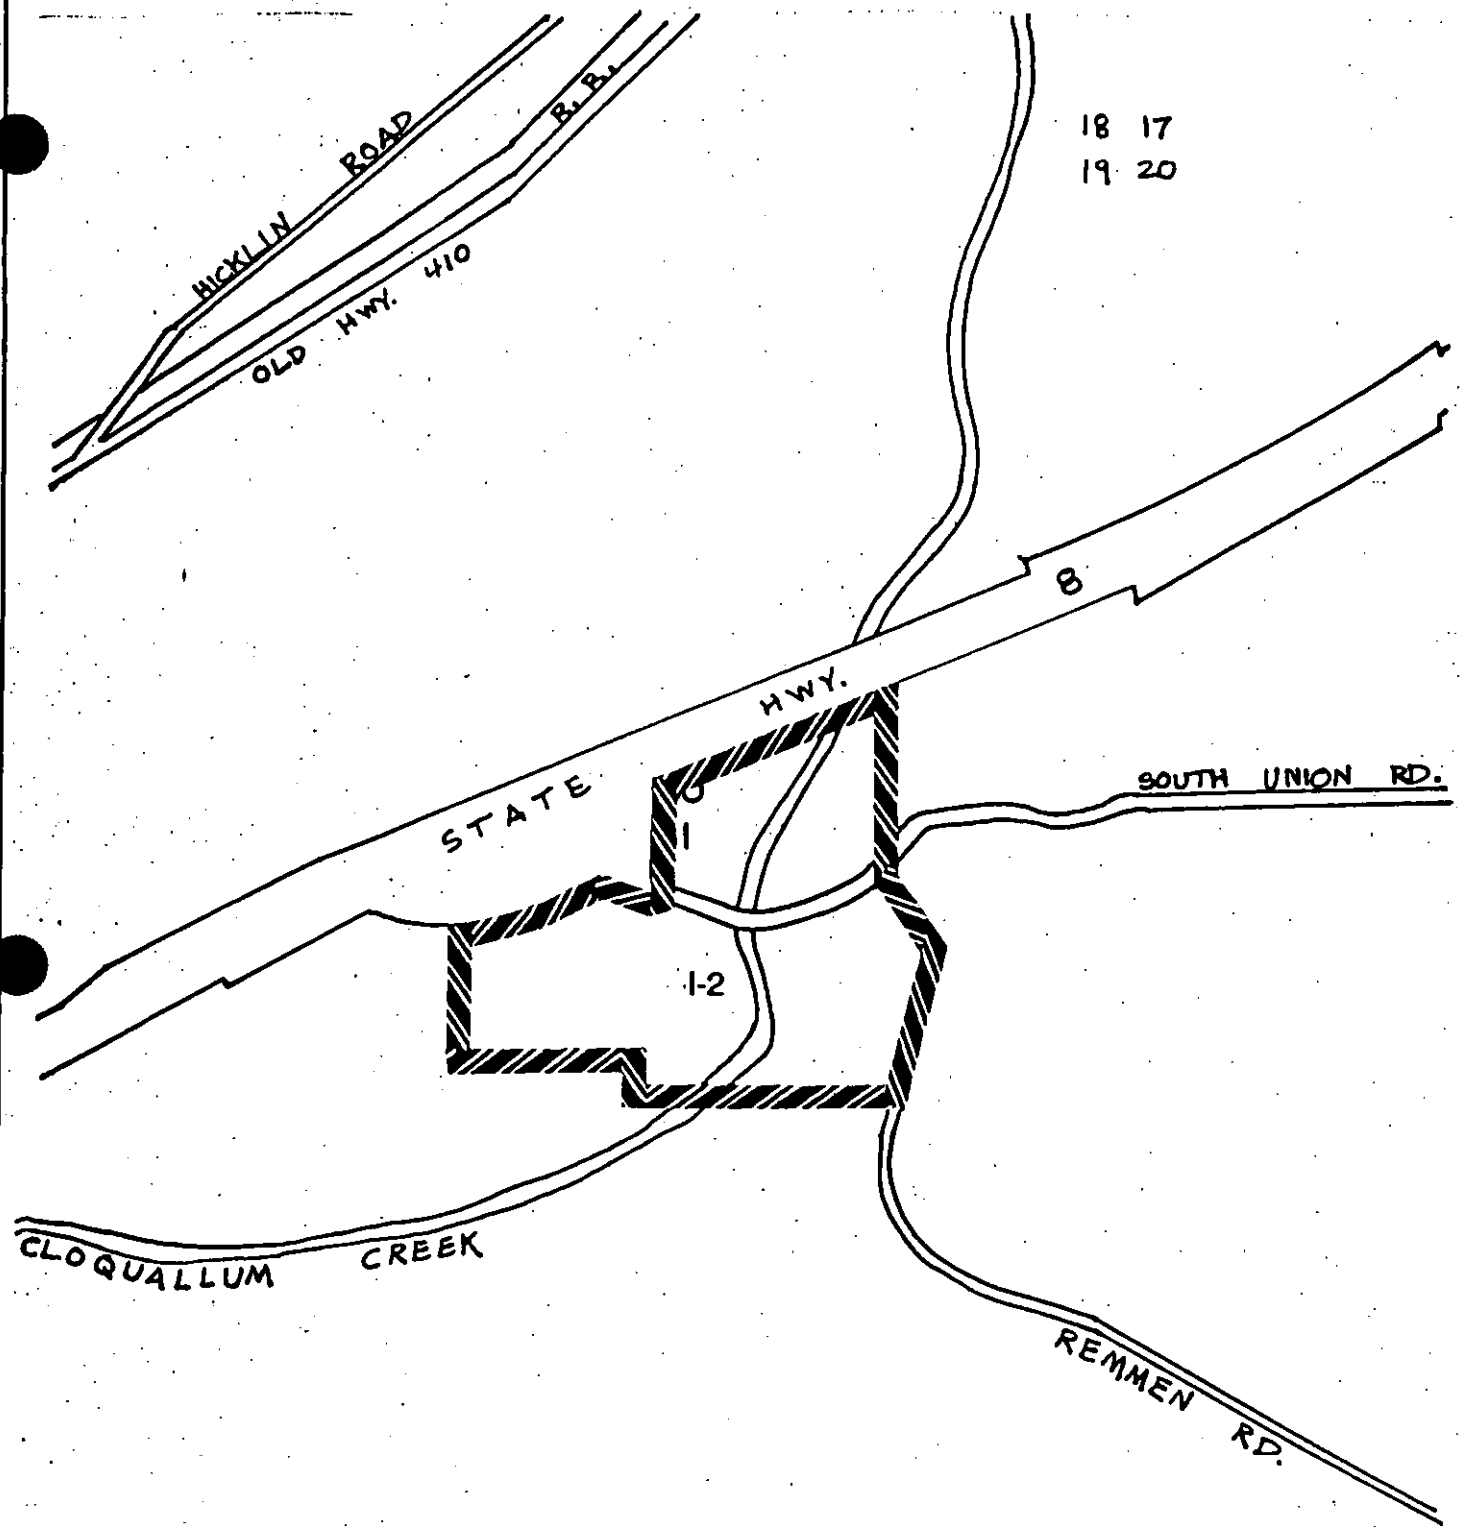 18 17
19 20
HICKLIN ROAD
R. R.
OLD HWY. 410
8
STATE HWY.
SOUTH UNION RD.
1
I-2
CLOQUALLUM CREEK
REMMEN RD.